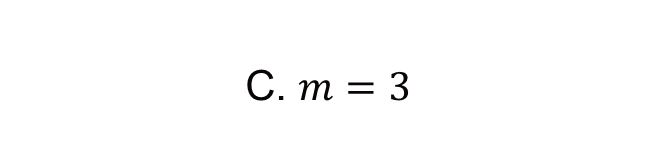 C. m = 3